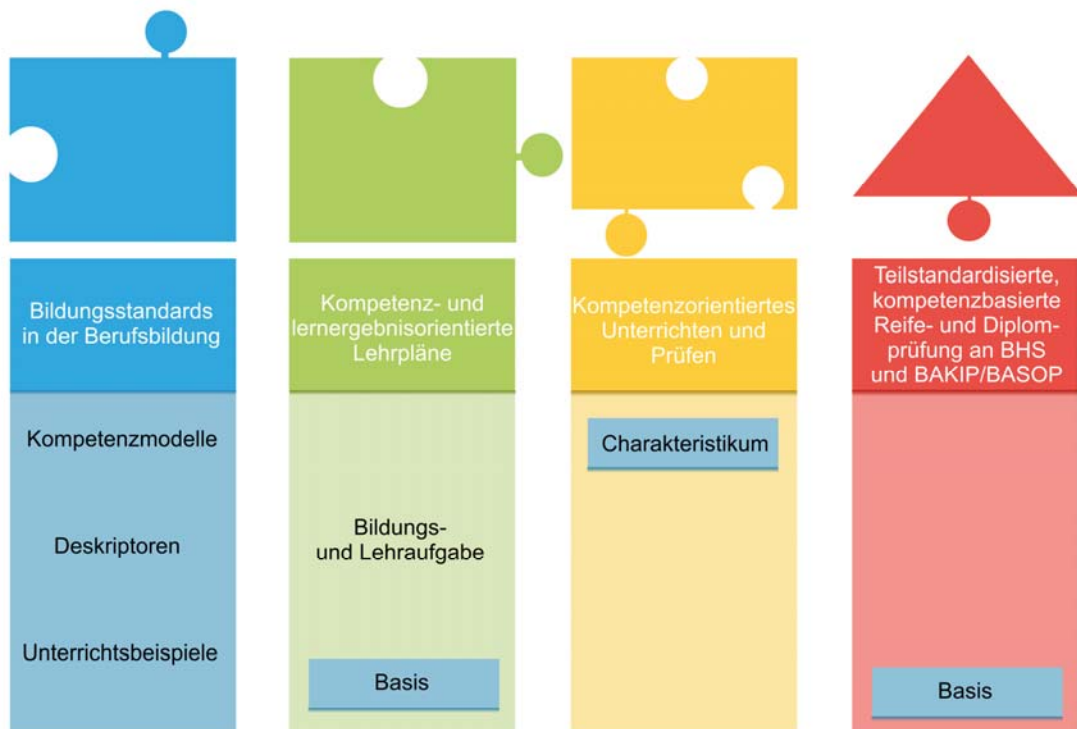 Bildungsstandards
in der Berufsbildung
Kompetenz- und
lernergebnisorientierte
Lehrpläne
Kompetenzorientiertes
Unterrichten und
Prüfen
Teilstandardisierte,
kompetenzbasierte
Reife- und Diplom-
prüfung an BHS
und BAKIP/BASOP
Kompetenzmodelle
Deskriptoren
Unterrichtsbeispiele
Bildungs-
und Lehraufgabe
Basis
Charakteristikum
Basis